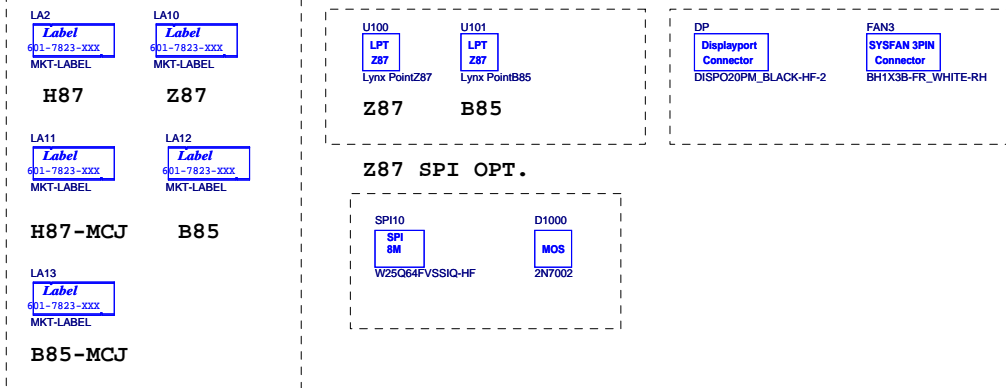 LA2
Label
601-7823-XXX
MKT-LABEL
H87
LA10
Label
601-7823-XXX
MKT-LABEL
Z87
LA11
Label
601-7823-XXX
MKT-LABEL
H87-MCJ
LA12
Label
601-7823-XXX
MKT-LABEL
B85
LA13
Label
601-7823-XXX
MKT-LABEL
B85-MCJ
U100
LPT
Z87
Lynx PointZ87
Z87
U101
LPT
Z87
Lynx PointB85
B85
Z87 SPI OPT.
SPI10
SPI
8M
W25Q64FVSSIQ-HF
D1000
MOS
2N7002
DP
Displayport
Connector
DISPO20PM_BLACK-HF-2
FAN3
SYSFAN 3PIN
Connector
BH1X3B-FR_WHITE-RH